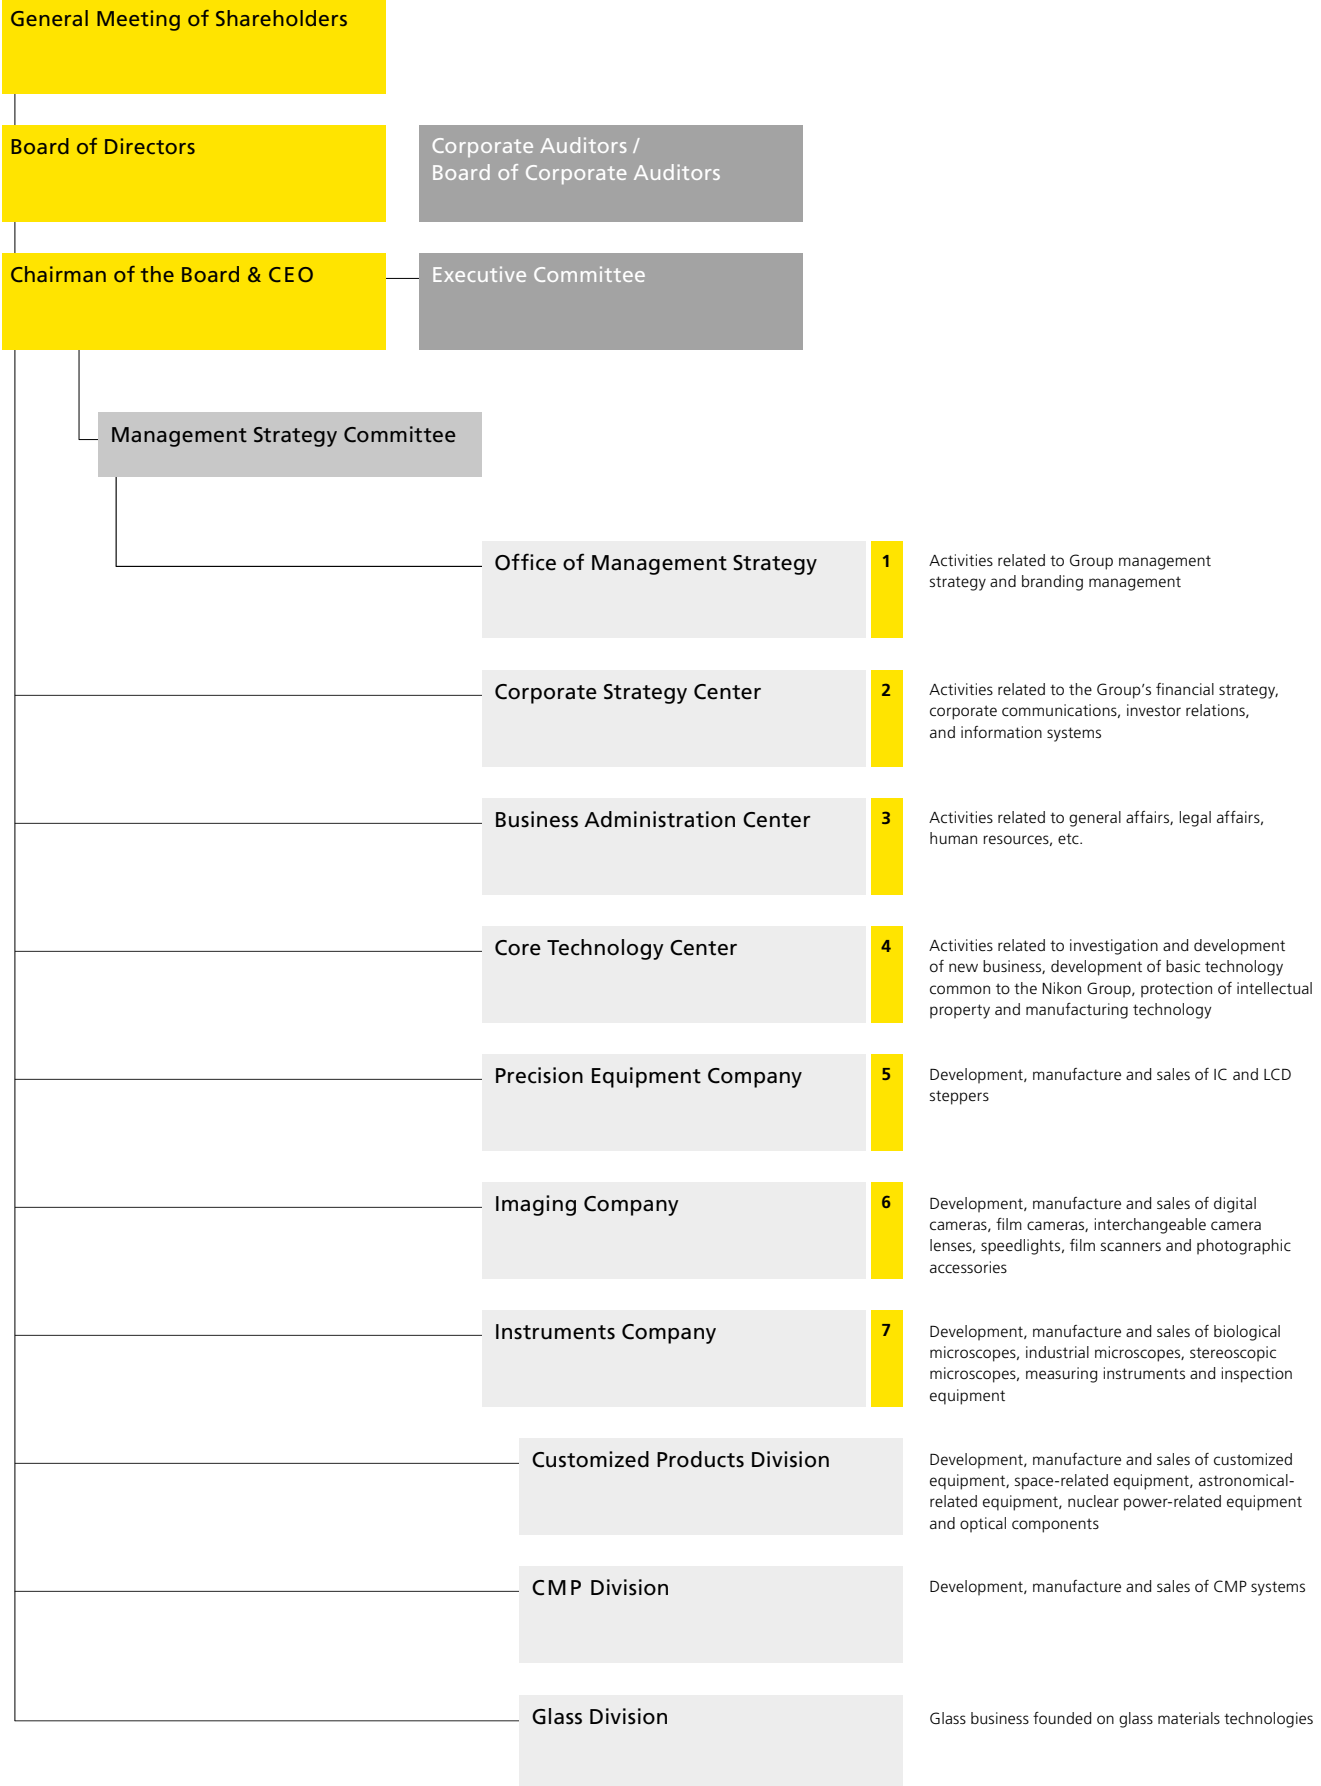 General Meeting of Shareholders
Board of Directors
Corporate Auditors /
Board of Corporate Auditors
Chairman of the Board & CEO
Executive Committee
Management Strategy Committee
Office of Management Strategy
1
Activities related to Group management
strategy and branding management
Corporate Strategy Center
2
Activities related to the Group’s financial strategy,
corporate communications, investor relations,
and information systems
Business Administration Center
3
Activities related to general affairs, legal affairs,
human resources, etc.
Core Technology Center
4
Activities related to investigation and development
of new business, development of basic technology
common to the Nikon Group, protection of intellectual
property and manufacturing technology
Precision Equipment Company
5
Development, manufacture and sales of IC and LCD
steppers
Imaging Company
6
Development, manufacture and sales of digital
cameras, film cameras, interchangeable camera
lenses, speedlights, film scanners and photographic
accessories
Instruments Company
7
Development, manufacture and sales of biological
microscopes, industrial microscopes, stereoscopic
microscopes, measuring instruments and inspection
equipment
Customized Products Division
Development, manufacture and sales of customized
equipment, space-related equipment, astronomical-
related equipment, nuclear power-related equipment
and optical components
CMP Division
Development, manufacture and sales of CMP systems
Glass Division
Glass business founded on glass materials technologies